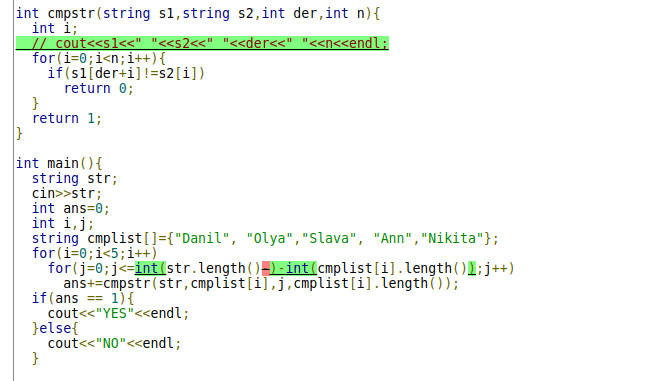 int cmpstr(string s1,string s2,int der,int n){
  int i;
  // cout<<s1<<" "<<s2<<" "<<der<<" "<<n<<endl;
  for(i=0;i<n;i++){
    if(s1[der+i]!=s2[i])
      return 0;
  }
  return 1;
}
int main(){
  string str;
  cin>>str;
  int ans=0;
  int i,j;
  string cmplist[]={"Danil", "Olya","Slava", "Ann","Nikita"};
  for(i=0;i<5;i++)
    for(j=0;j<=int(str.length()-)-int(cmplist[i].length());j++)
      ans+=cmpstr(str,cmplist[i],j,cmplist[i].length());
  if(ans == 1){
    cout<<"YES"<<endl;
  }else{
    cout<<"NO"<<endl;
  }